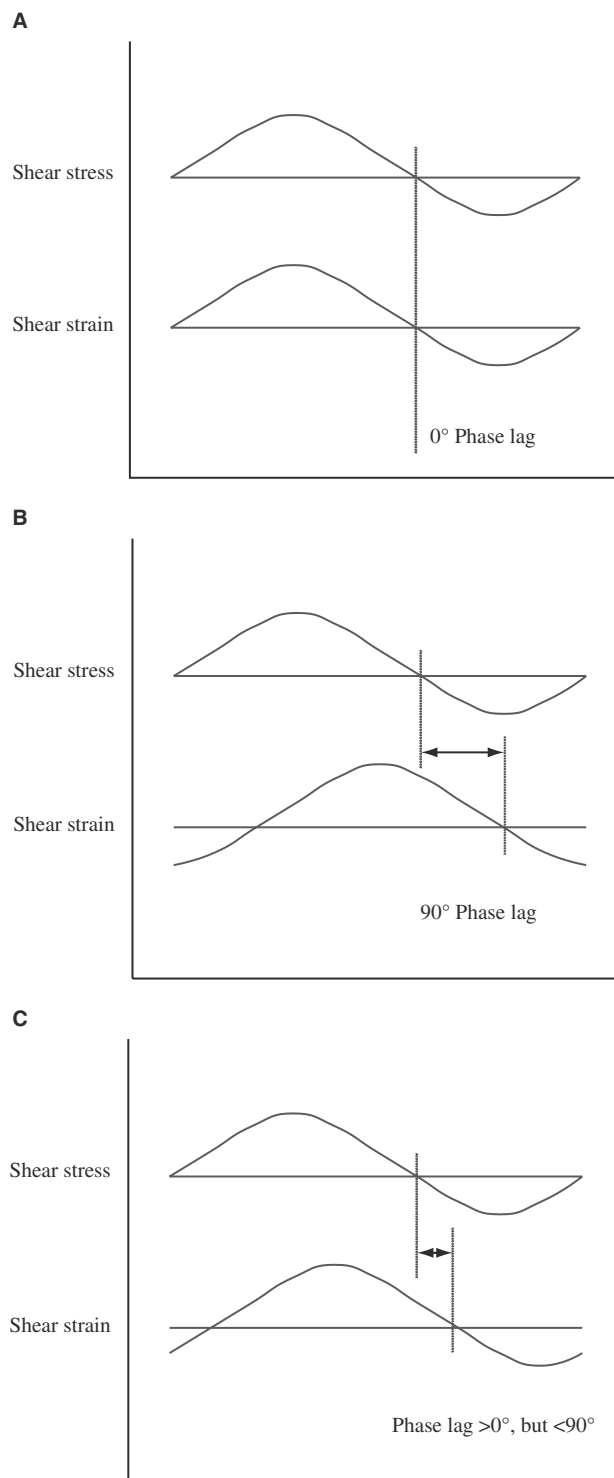 A
Shear stress
Shear strain
0° Phase lag
B
Shear stress
Shear strain
90° Phase lag
C
Shear stress
Shear strain
Phase lag >0°, but <90°